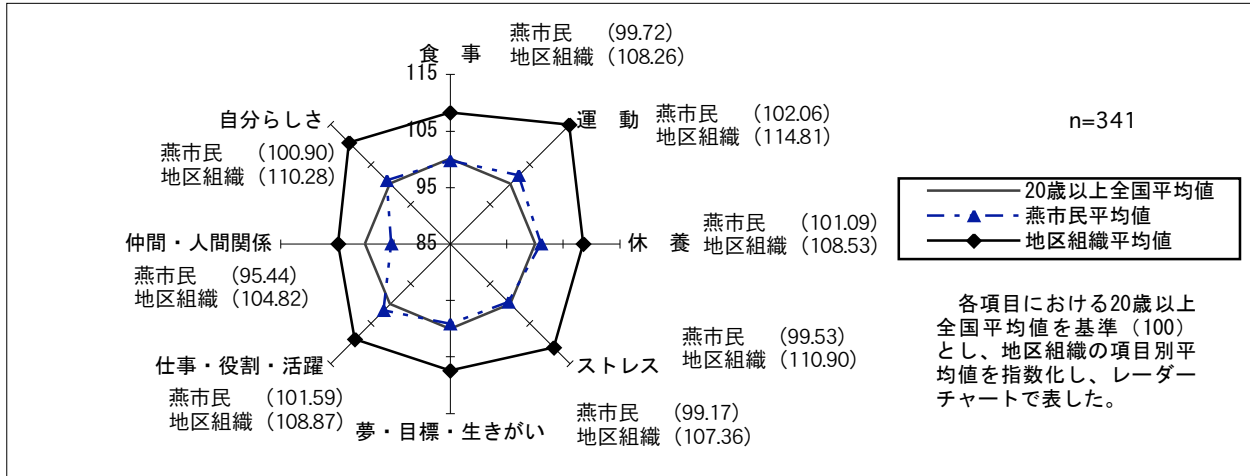 燕市民 (99.72)
地区組織 (108.26)
食 事
115
105
95
85
運 動
燕市民 (102.06)
地区組織 (114.81)
n=341
自分らしさ
燕市民 (100.90)
地区組織 (110.28)
20歳以上全国平均値
燕市民平均値
地区組織平均値
休 養
燕市民 (101.09)
地区組織 (108.53)
仲間・人間関係
燕市民 (95.44)
地区組織 (104.82)
各項目における20歳以上
全国平均値を基準（100）
とし、地区組織の項目別平
均値を指数化し、レーダー
チャートで表した。
ストレス
燕市民 (99.53)
地区組織 (110.90)
仕事・役割・活躍
燕市民 (101.59)
地区組織 (108.87)
夢・目標・生きがい
燕市民 (99.17)
地区組織 (107.36)